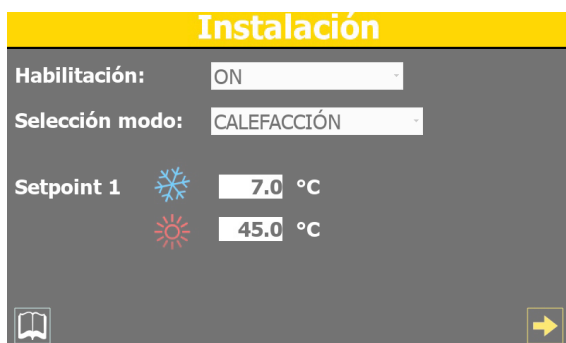 Instalación
Habilitación: ON
Selección modo: CALEFACCIÓN
Setpoint 1 7.0 °C
45.0 °C